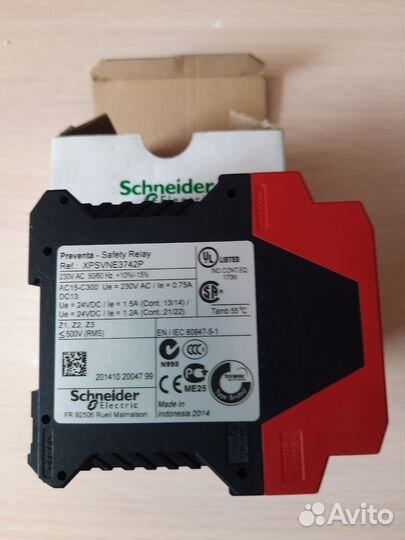 Schneider
Electric
Preventa - Safety Relay
Ref.: XPSVNE3742P
230V AC 50/60 Hz +10%/-15%
AC15-C300: Ue = 230V AC / Ie = 0.75A
DC13:
Ue = 24VDC / Ie = 1.5A (Cont. 13/14) /
Ue = 24VDC / Ie = 1.2A (Cont. 21/22)
Z1, Z2, Z3
≤500V (RMS)
UL LISTED
IND.CONT.EQ.
170M
Tamb 55°C
EN / IEC 60947-5-1
N998
ME25
201410 20047 99
Schneider
Electric
FR 92506 Rueil Malmaison
Made in
Indonesia 2014
Avito